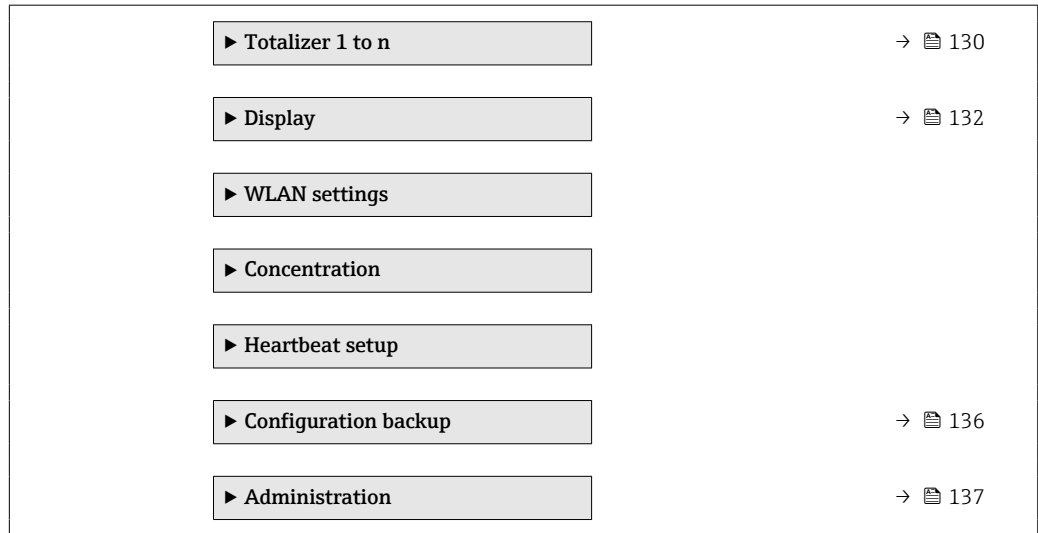 ▶ Totalizer 1 to n → 130
▶ Display → 132
▶ WLAN settings
▶ Concentration
▶ Heartbeat setup
▶ Configuration backup → 136
▶ Administration → 137